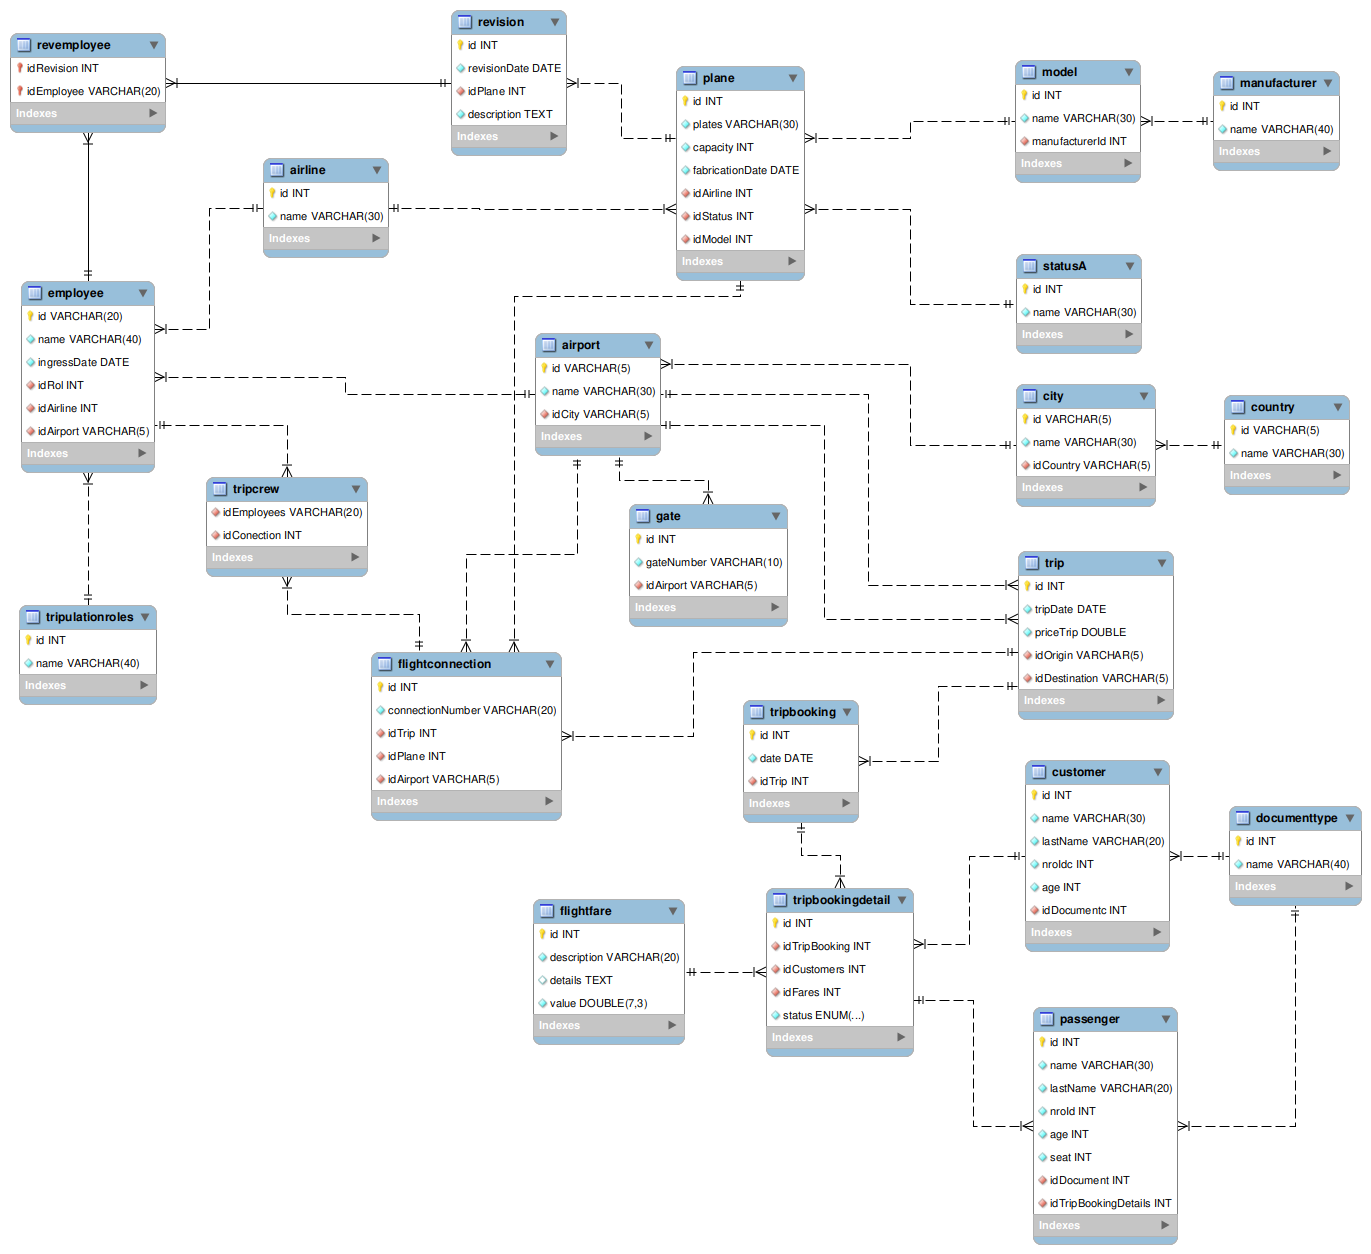 revision
id INT
revisionDate DATE
idPlane INT
description TEXT
Indexes
revemployee
idRevision INT
idEmployee VARCHAR(20)
Indexes
plane
id INT
plates VARCHAR(30)
capacity INT
fabricationDate DATE
idAirline INT
idStatus INT
idModel INT
Indexes
model
id INT
name VARCHAR(30)
manufacturerId INT
Indexes
manufacturer
id INT
name VARCHAR(40)
Indexes
airline
id INT
name VARCHAR(30)
Indexes
statusA
id INT
name VARCHAR(30)
Indexes
employee
id VARCHAR(20)
name VARCHAR(40)
ingressDate DATE
idRol INT
idAirline INT
idAirport VARCHAR(5)
Indexes
airport
id VARCHAR(5)
name VARCHAR(30)
idCity VARCHAR(5)
Indexes
city
id VARCHAR(5)
name VARCHAR(30)
idCountry VARCHAR(5)
Indexes
country
id VARCHAR(5)
name VARCHAR(30)
Indexes
tripcrew
idEmployees VARCHAR(20)
idConection INT
Indexes
gate
id INT
gateNumber VARCHAR(10)
idAirport VARCHAR(5)
Indexes
trip
id INT
tripDate DATE
priceTrip DOUBLE
idOrigin VARCHAR(5)
idDestination VARCHAR(5)
Indexes
tripulationroles
id INT
name VARCHAR(40)
Indexes
flightconnection
id INT
connectionNumber VARCHAR(20)
idTrip INT
idPlane INT
idAirport VARCHAR(5)
Indexes
tripbooking
id INT
date DATE
idTrip INT
Indexes
customer
id INT
name VARCHAR(30)
lastName VARCHAR(20)
nroIdc INT
age INT
idDocumentc INT
Indexes
documenttype
id INT
name VARCHAR(40)
Indexes
flightfare
id INT
description VARCHAR(20)
details TEXT
value DOUBLE(7,3)
Indexes
tripbookingdetail
id INT
idTripBooking INT
idCustomers INT
idFares INT
status ENUM(...)
Indexes
passenger
id INT
name VARCHAR(30)
lastName VARCHAR(20)
nroId INT
age INT
seat INT
idDocument INT
idTripBookingDetails INT
Indexes